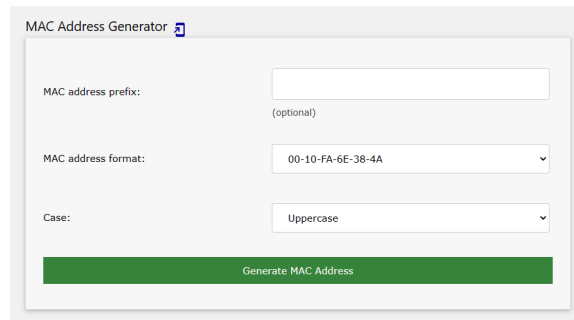 MAC Address Generator
MAC address prefix:
(optional)
MAC address format:
00-10-FA-6E-38-4A
Case:
Uppercase
Generate MAC Address